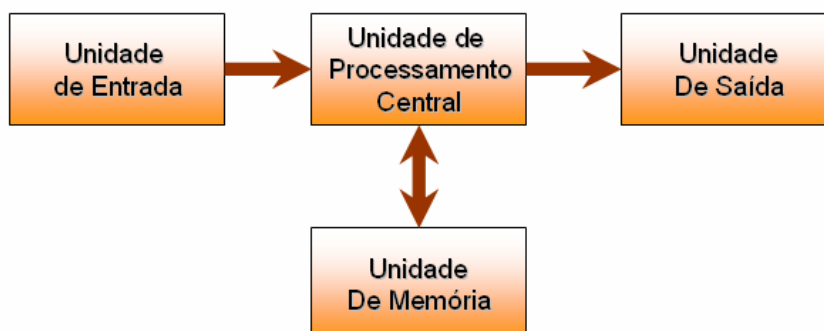 Unidade
de Entrada
Unidade de
Processamento
Central
Unidade
De Saída
Unidade
De Memória